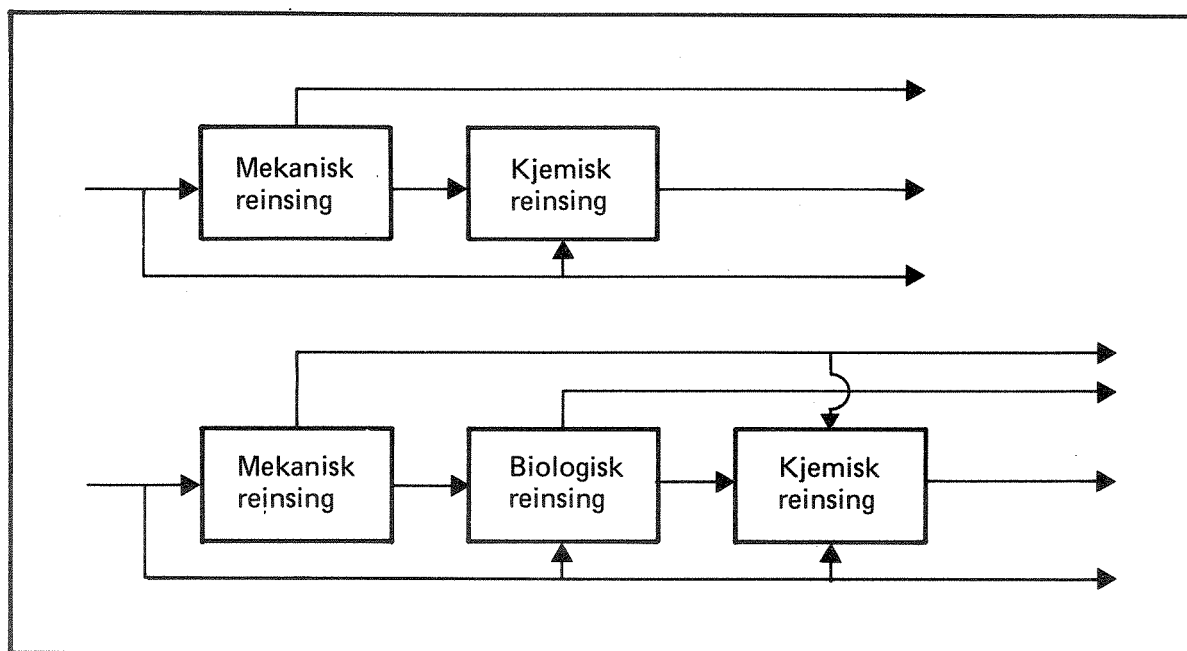 Mekanisk
reinsing
Kjemisk
reinsing
Mekanisk
reinsing
Biologisk
reinsing
Kjemisk
reinsing